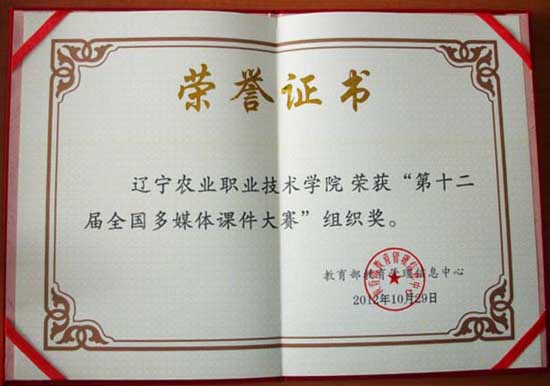 荣誉证书
辽宁农业职业技术学院 荣获“第十二
届全国多媒体课件大赛”组织奖。
教育部教育管理信息中心
2012年10月29日